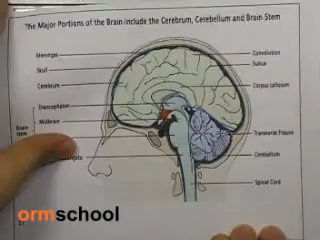 The Major Portions of the Brain Include the Cerebrum, Cerebellum and Brain Stem
Meninges
Skull
Cerebrum
Diencephalon
Brain
stem
Midbrain
Convolution
Sulcus
Corpus callosum
Transverse Fissure
Cerebellum
Spinal Cord
ormschool